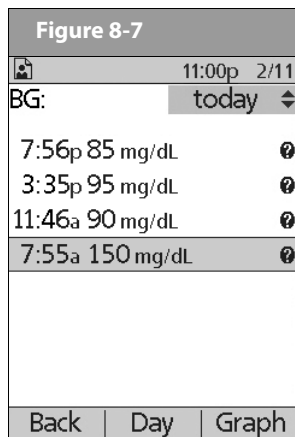 Figure 8-7
11:00p 2/11
BG: today
7:56p 85 mg/dL ?
3:35p 95 mg/dL ?
11:46a 90 mg/dL ?
7:55a 150 mg/dL ?
Back | Day | Graph